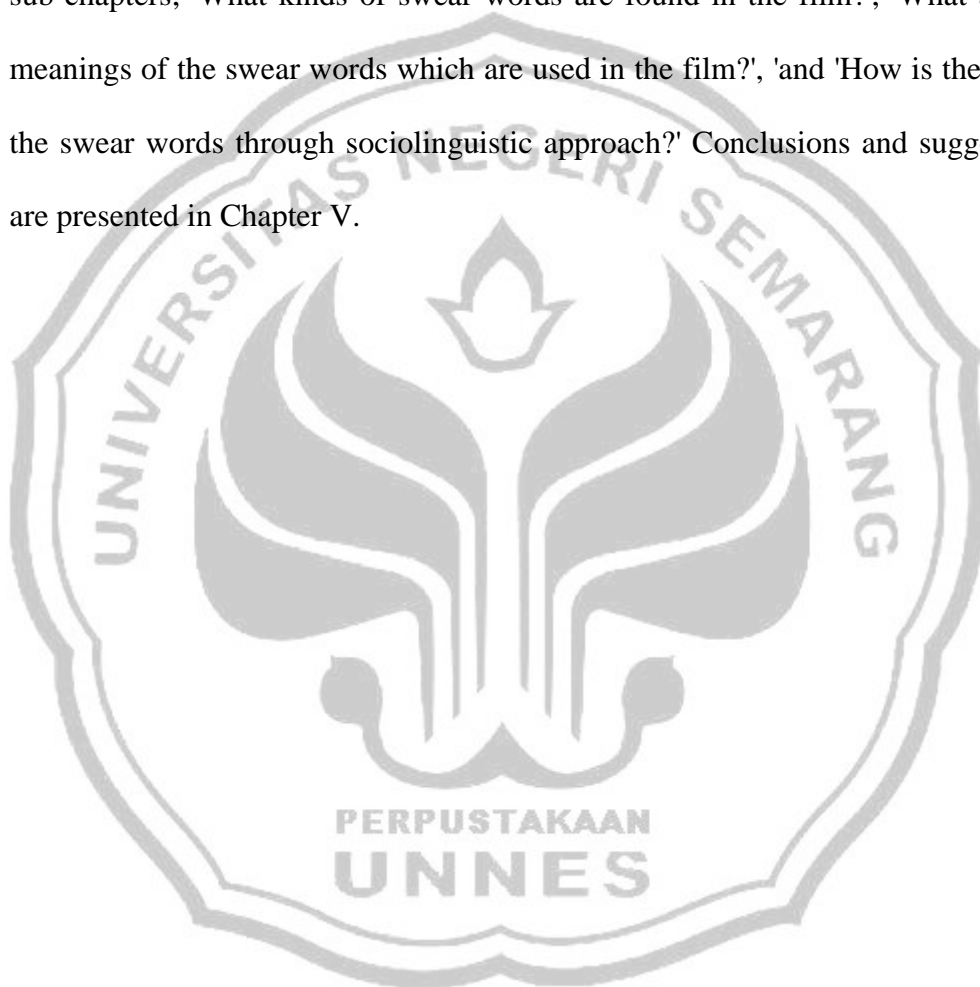 sub chapters; 'What kinds of swear words are found in the film?', 'What
meanings of the swear words which are used in the film?', 'and 'How is the
the swear words through sociolinguistic approach?' Conclusions and sugg
are presented in Chapter V.
UNIVERSITAS NEGERI SEMARANG
PERPUSTAKAAN
UNNES